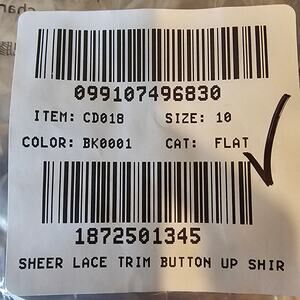 099107496830
ITEM: CD018 SIZE: 10
COLOR: BK0001 CAT: FLAT
1872501345
SHEER LACE TRIM BUTTON UP SHIR